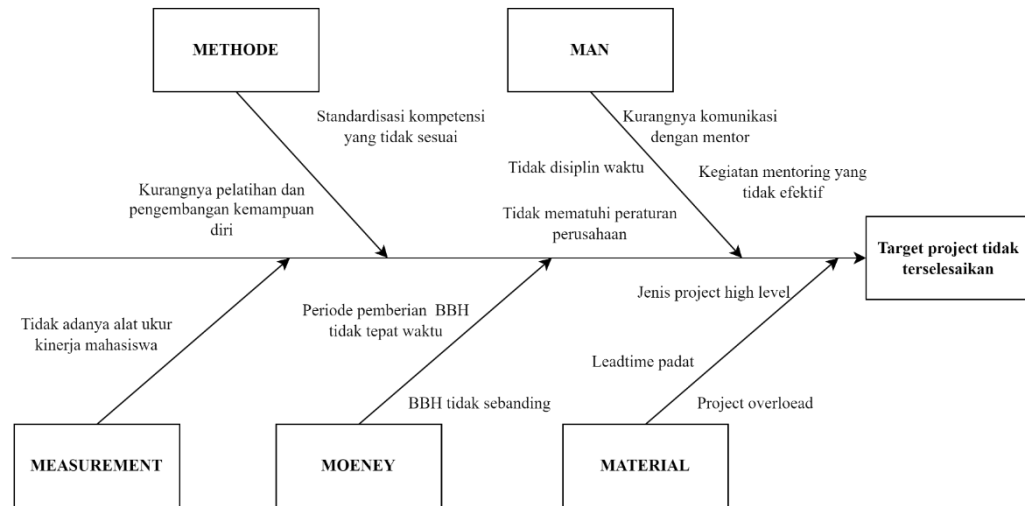 METHODE
MAN
Standardisasi kompetensi
yang tidak sesuai
Kurangnya komunikasi
dengan mentor
Tidak disiplin waktu
Kegiatan mentoring yang
tidak efektif
Kurangnya pelatihan dan
pengembangan kemampuan
diri
Tidak mematuhi peraturan
perusahaan
Target project tidak
terselesaikan
Tidak adanya alat ukur
kinerja mahasiswa
Periode pemberian BBH
tidak tepat waktu
Jenis project high level
Leadtime padat
BBH tidak sebanding
Project overloead
MEASUREMENT
MOENEY
MATERIAL